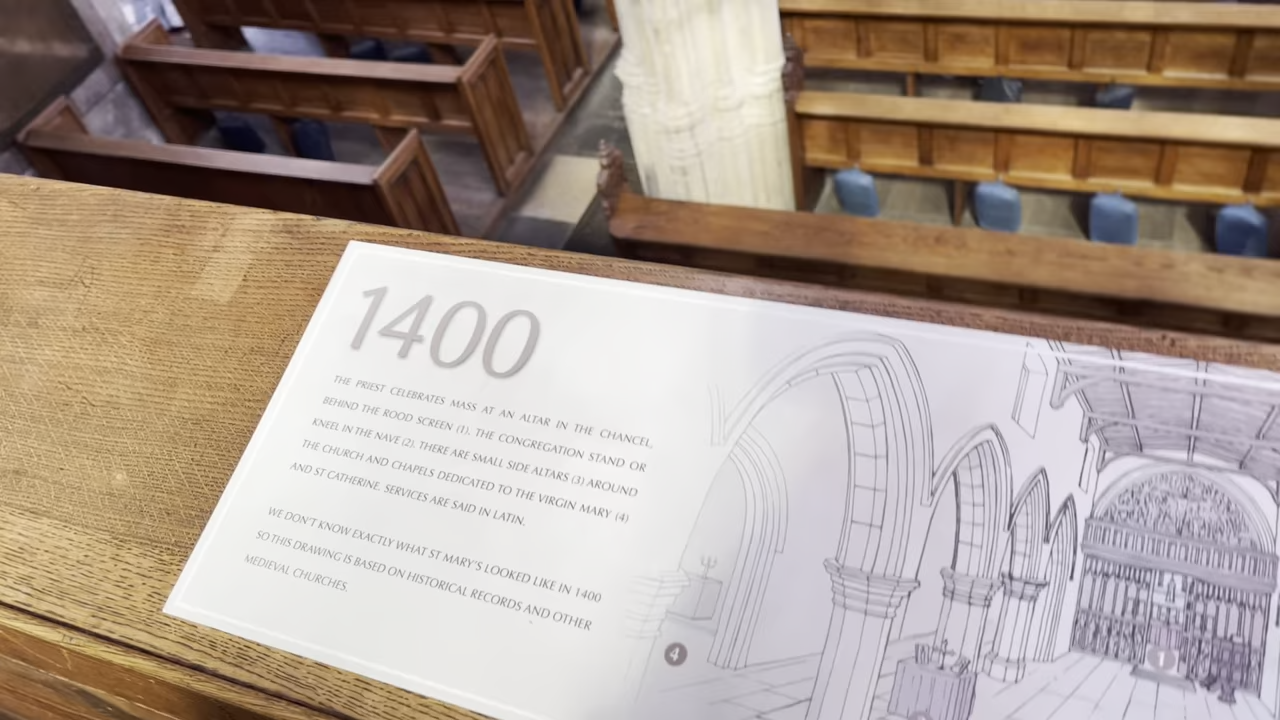 1400
THE PRIEST CELEBRATES MASS AT AN ALTAR IN THE CHANCEL,
BEHIND THE ROOD SCREEN (1). THE CONGREGATION STAND OR
KNEEL IN THE NAVE (2). THERE ARE SMALL SIDE ALTARS (3) AROUND
THE CHURCH AND CHAPELS DEDICATED TO THE VIRGIN MARY (4)
AND ST CATHERINE. SERVICES ARE SAID IN LATIN.
WE DON'T KNOW EXACTLY WHAT ST MARY'S LOOKED LIKE IN 1400
SO THIS DRAWING IS BASED ON HISTORICAL RECORDS AND OTHER
MEDIEVAL CHURCHES.
4
1